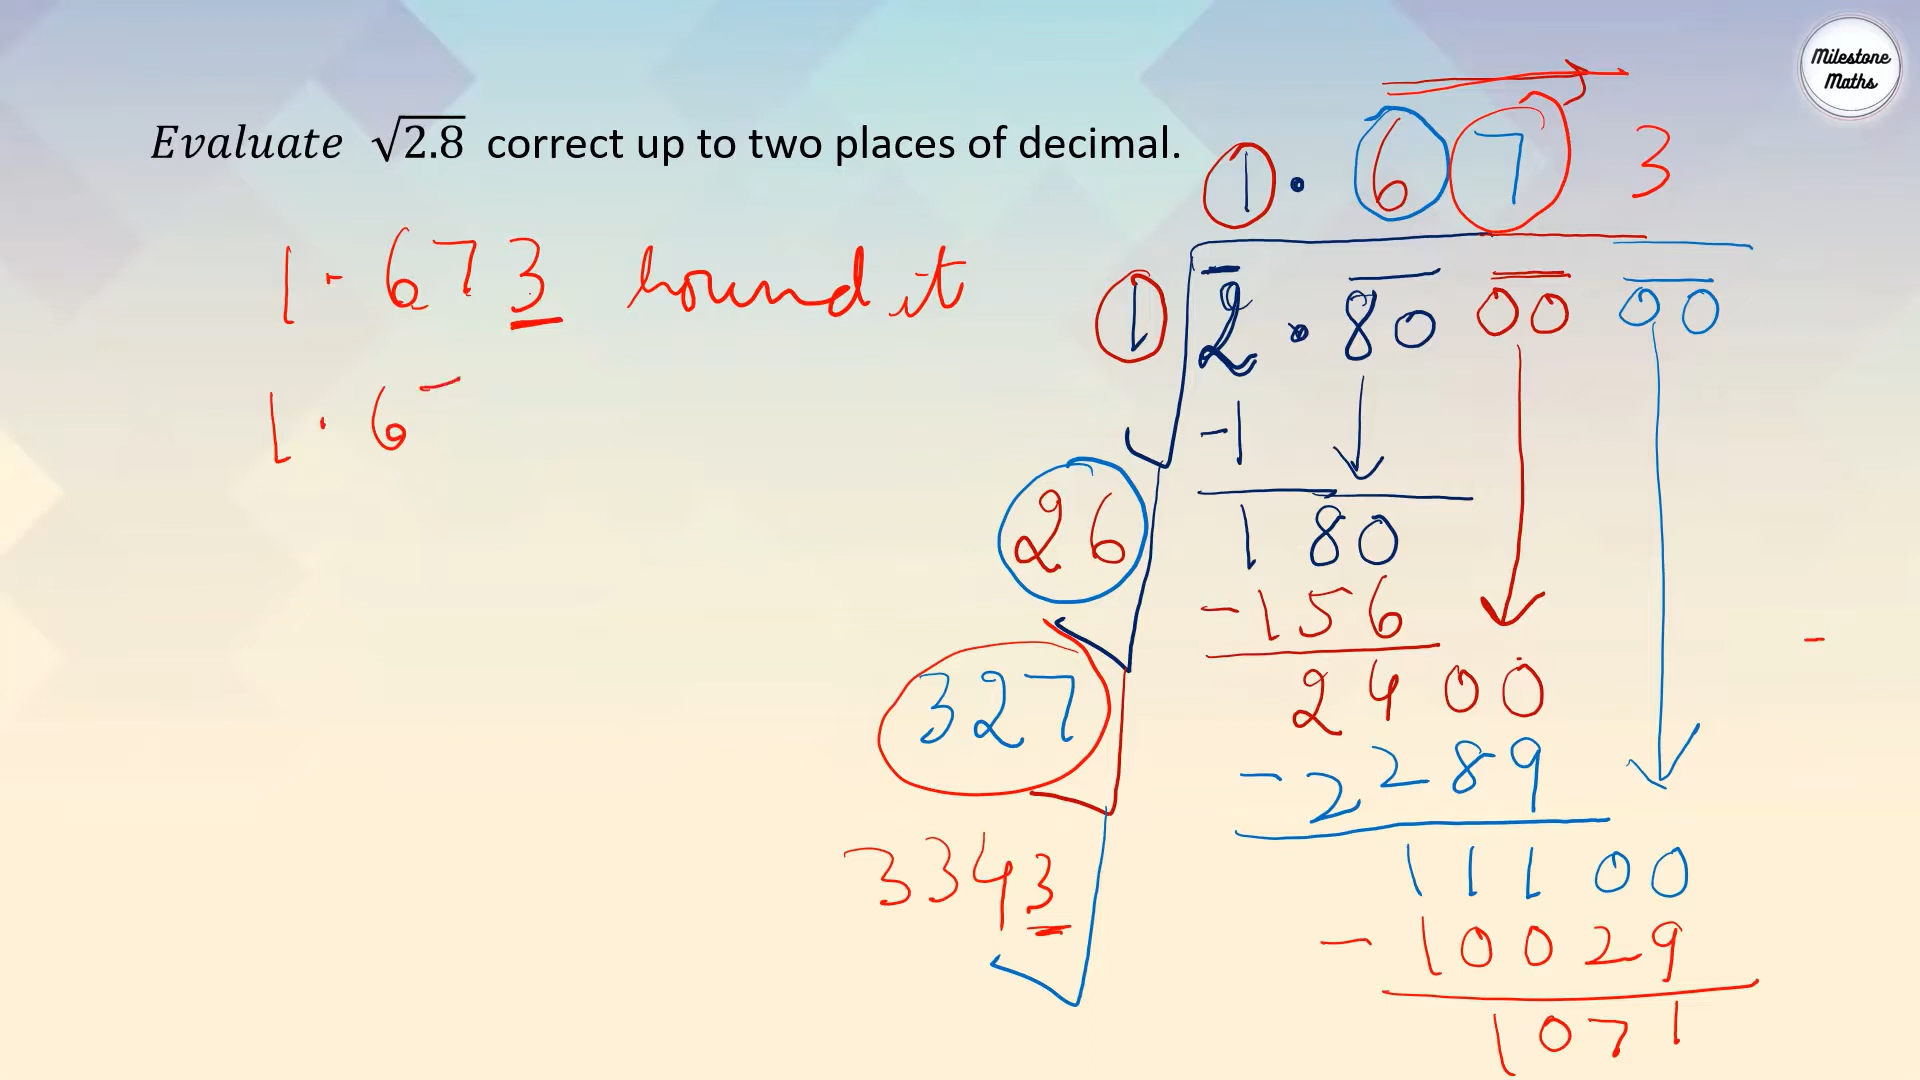 Milestone
Maths
Evaluate √2.8 correct up to two places of decimal.
1.673 round it
1.6
1.673
1 2.80 00 00
-1
26 180
-156
327 2400
-2289
3343 11100
-10029
1071